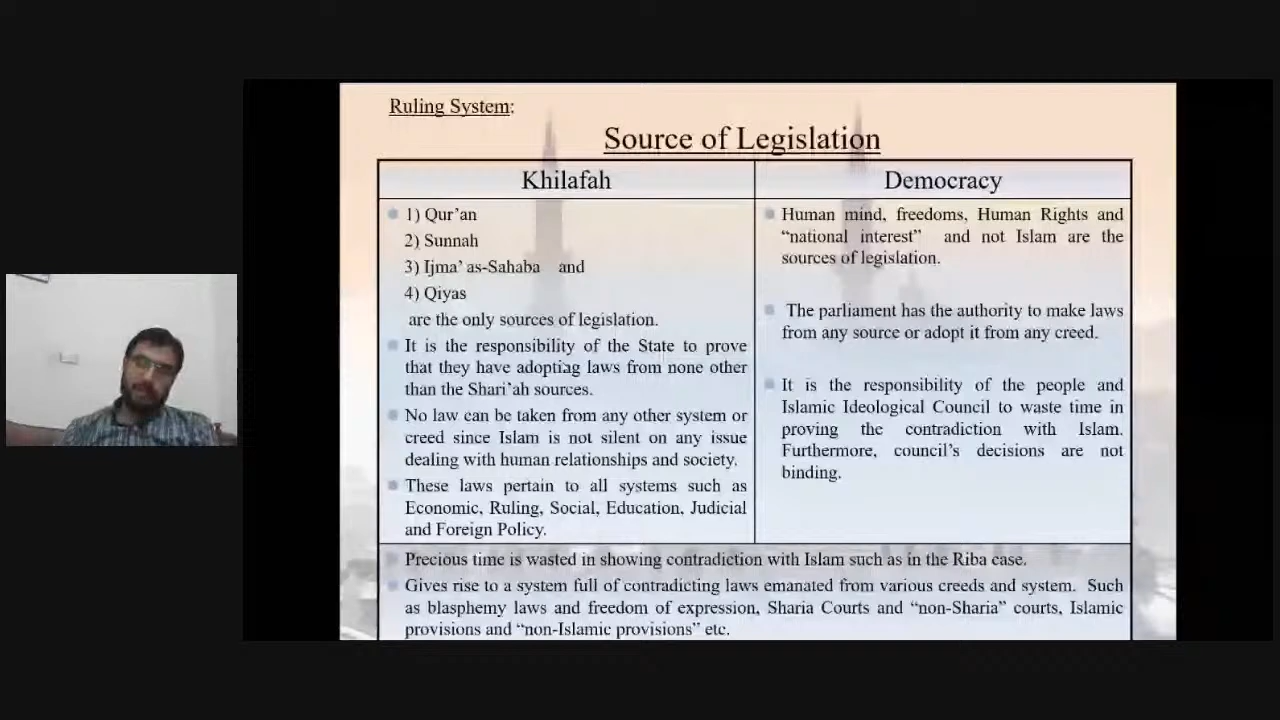 Ruling System:
Source of Legislation
Khilafah
1) Qur’an
2) Sunnah
3) Ijma’ as-Sahaba and
4) Qiyas
are the only sources of legislation.
It is the responsibility of the State to prove
that they have adopting laws from none other
than the Shari’ah sources.
No law can be taken from any other system or
creed since Islam is not silent on any issue
dealing with human relationships and society.
These laws pertain to all systems such as
Economic, Ruling, Social, Education, Judicial
and Foreign Policy.
Democracy
Human mind, freedoms, Human Rights and
“national interest” and not Islam are the
sources of legislation.
The parliament has the authority to make laws
from any source or adopt it from any creed.
It is the responsibility of the people and
Islamic Ideological Council to waste time in
proving the contradiction with Islam.
Furthermore, council’s decisions are not
binding.
Precious time is wasted in showing contradiction with Islam such as in the Riba case.
Gives rise to a system full of contradicting laws emanated from various creeds and system. Such
as blasphemy laws and freedom of expression, Sharia Courts and “non-Sharia” courts, Islamic
provisions and “non-Islamic provisions” etc.